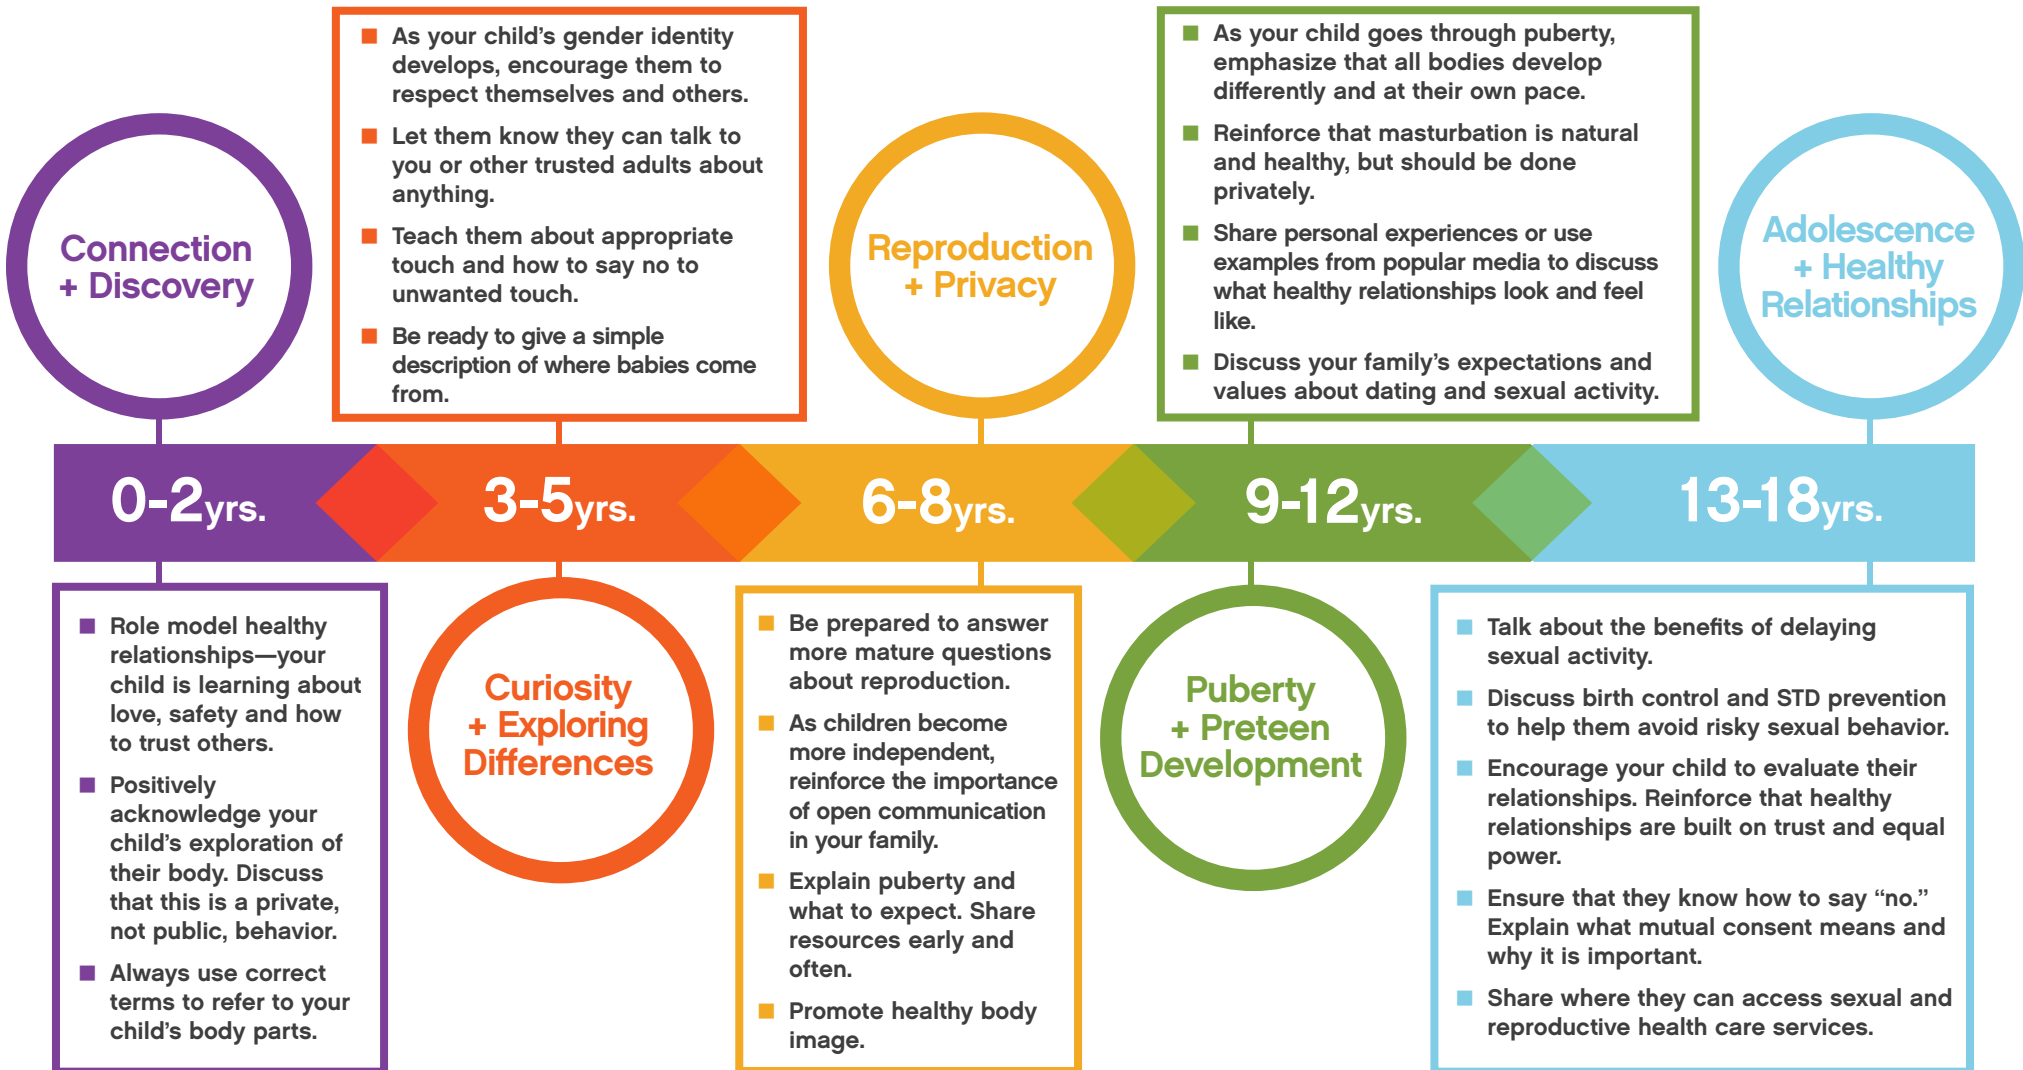 Connection
+ Discovery
0-2yrs.
Role model healthy
relationships—your
child is learning about
love, safety and how
to trust others.
Positively
acknowledge your
child's exploration of
their body. Discuss
that this is a private,
not public, behavior.
Always use correct
terms to refer to your
child's body parts.
As your child's gender identity
develops, encourage them to
respect themselves and others.
Let them know they can talk to
you or other trusted adults about
anything.
Teach them about appropriate
touch and how to say no to
unwanted touch.
Be ready to give a simple
description of where babies come
from.
3-5yrs.
Curiosity
+ Exploring
Differences
Reproduction
+ Privacy
6-8yrs.
Be prepared to answer
more mature questions
about reproduction.
As children become
more independent,
reinforce the importance
of open communication
in your family.
Explain puberty and
what to expect. Share
resources early and
often.
Promote healthy body
image.
As your child goes through puberty,
emphasize that all bodies develop
differently and at their own pace.
Reinforce that masturbation is natural
and healthy, but should be done
privately.
Share personal experiences or use
examples from popular media to discuss
what healthy relationships look and feel
like.
Discuss your family's expectations and
values about dating and sexual activity.
9-12yrs.
Puberty
+ Preteen
Development
Adolescence
+ Healthy
Relationships
13-18yrs.
Talk about the benefits of delaying
sexual activity.
Discuss birth control and STD prevention
to help them avoid risky sexual behavior.
Encourage your child to evaluate their
relationships. Reinforce that healthy
relationships are built on trust and equal
power.
Ensure that they know how to say “no.”
Explain what mutual consent means and
why it is important.
Share where they can access sexual and
reproductive health care services.